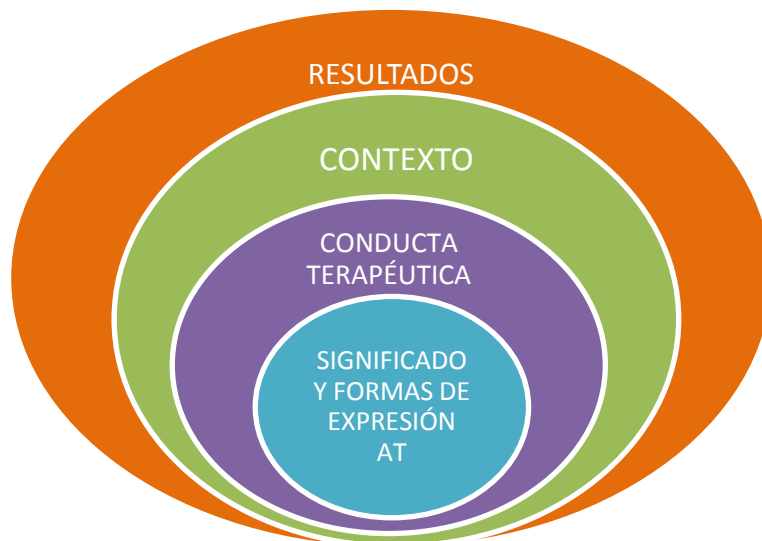 RESULTADOS
CONTEXTO
CONDUCTA
TERAPÉUTICA
SIGNIFICADO
Y FORMAS DE
EXPRESIÓN
AT